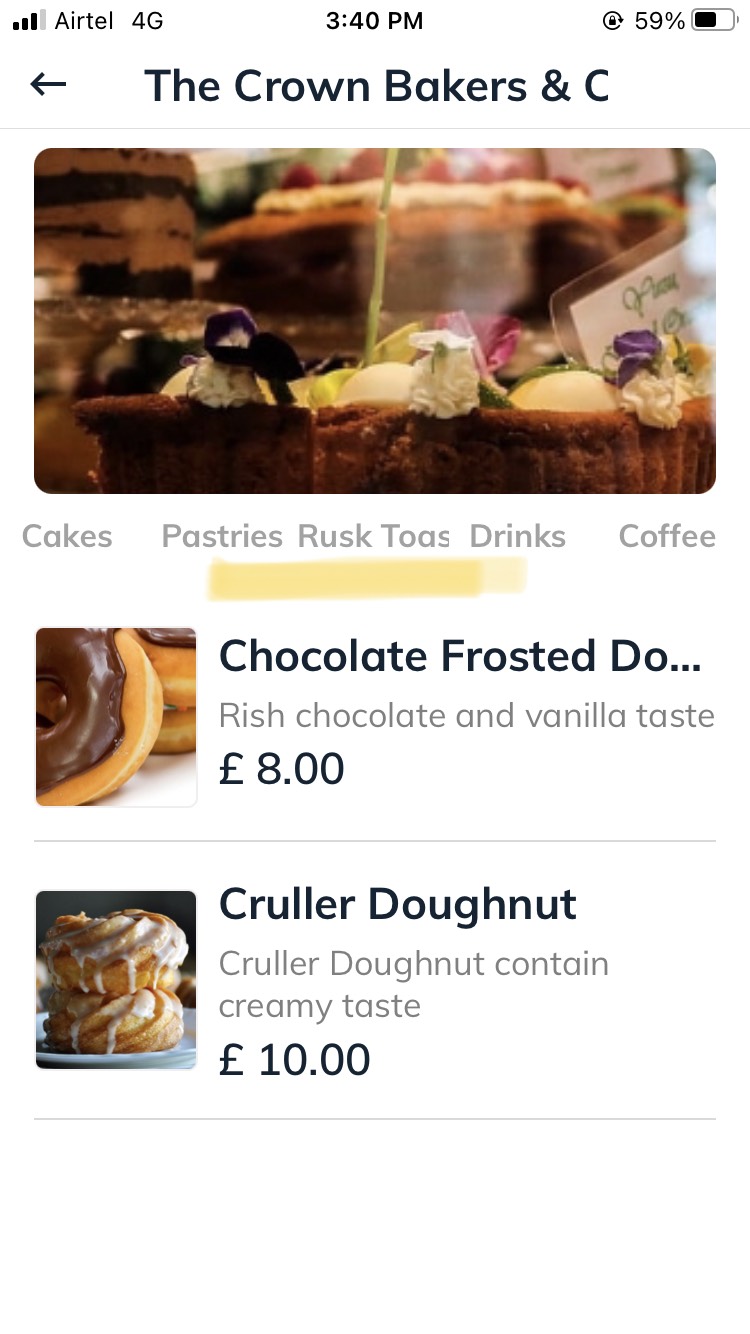 Airtel 4G 3:40 PM 59%
The Crown Bakers & C
Cakes Pastries Rusk Toas Drinks Coffee
Chocolate Frosted Do...
Rish chocolate and vanilla taste
£ 8.00
Cruller Doughnut
Cruller Doughnut contain
creamy taste
£ 10.00